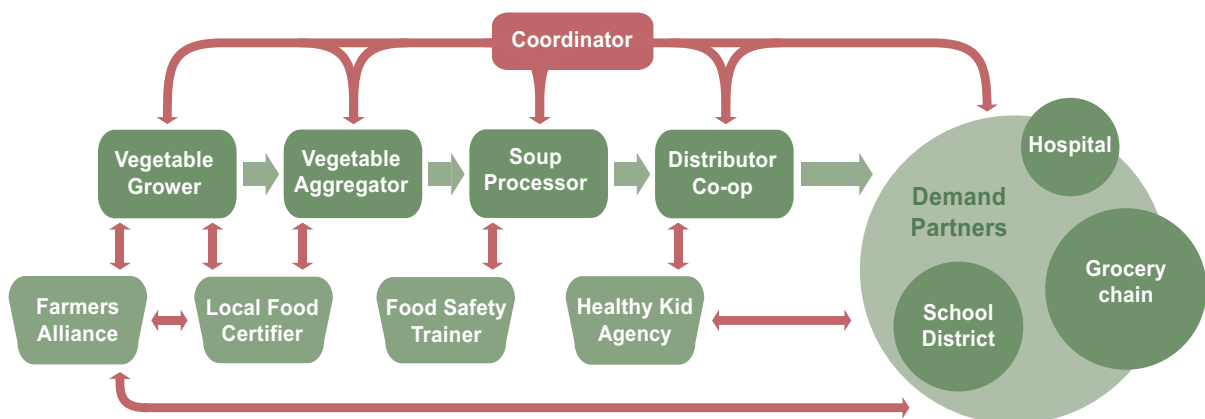 Coordinator
Vegetable
Grower
Vegetable
Aggregator
Soup
Processor
Distributor
Co-op
Hospital
Demand
Partners
Grocery
chain
School
District
Farmers
Alliance
Local Food
Certifier
Food Safety
Trainer
Healthy Kid
Agency